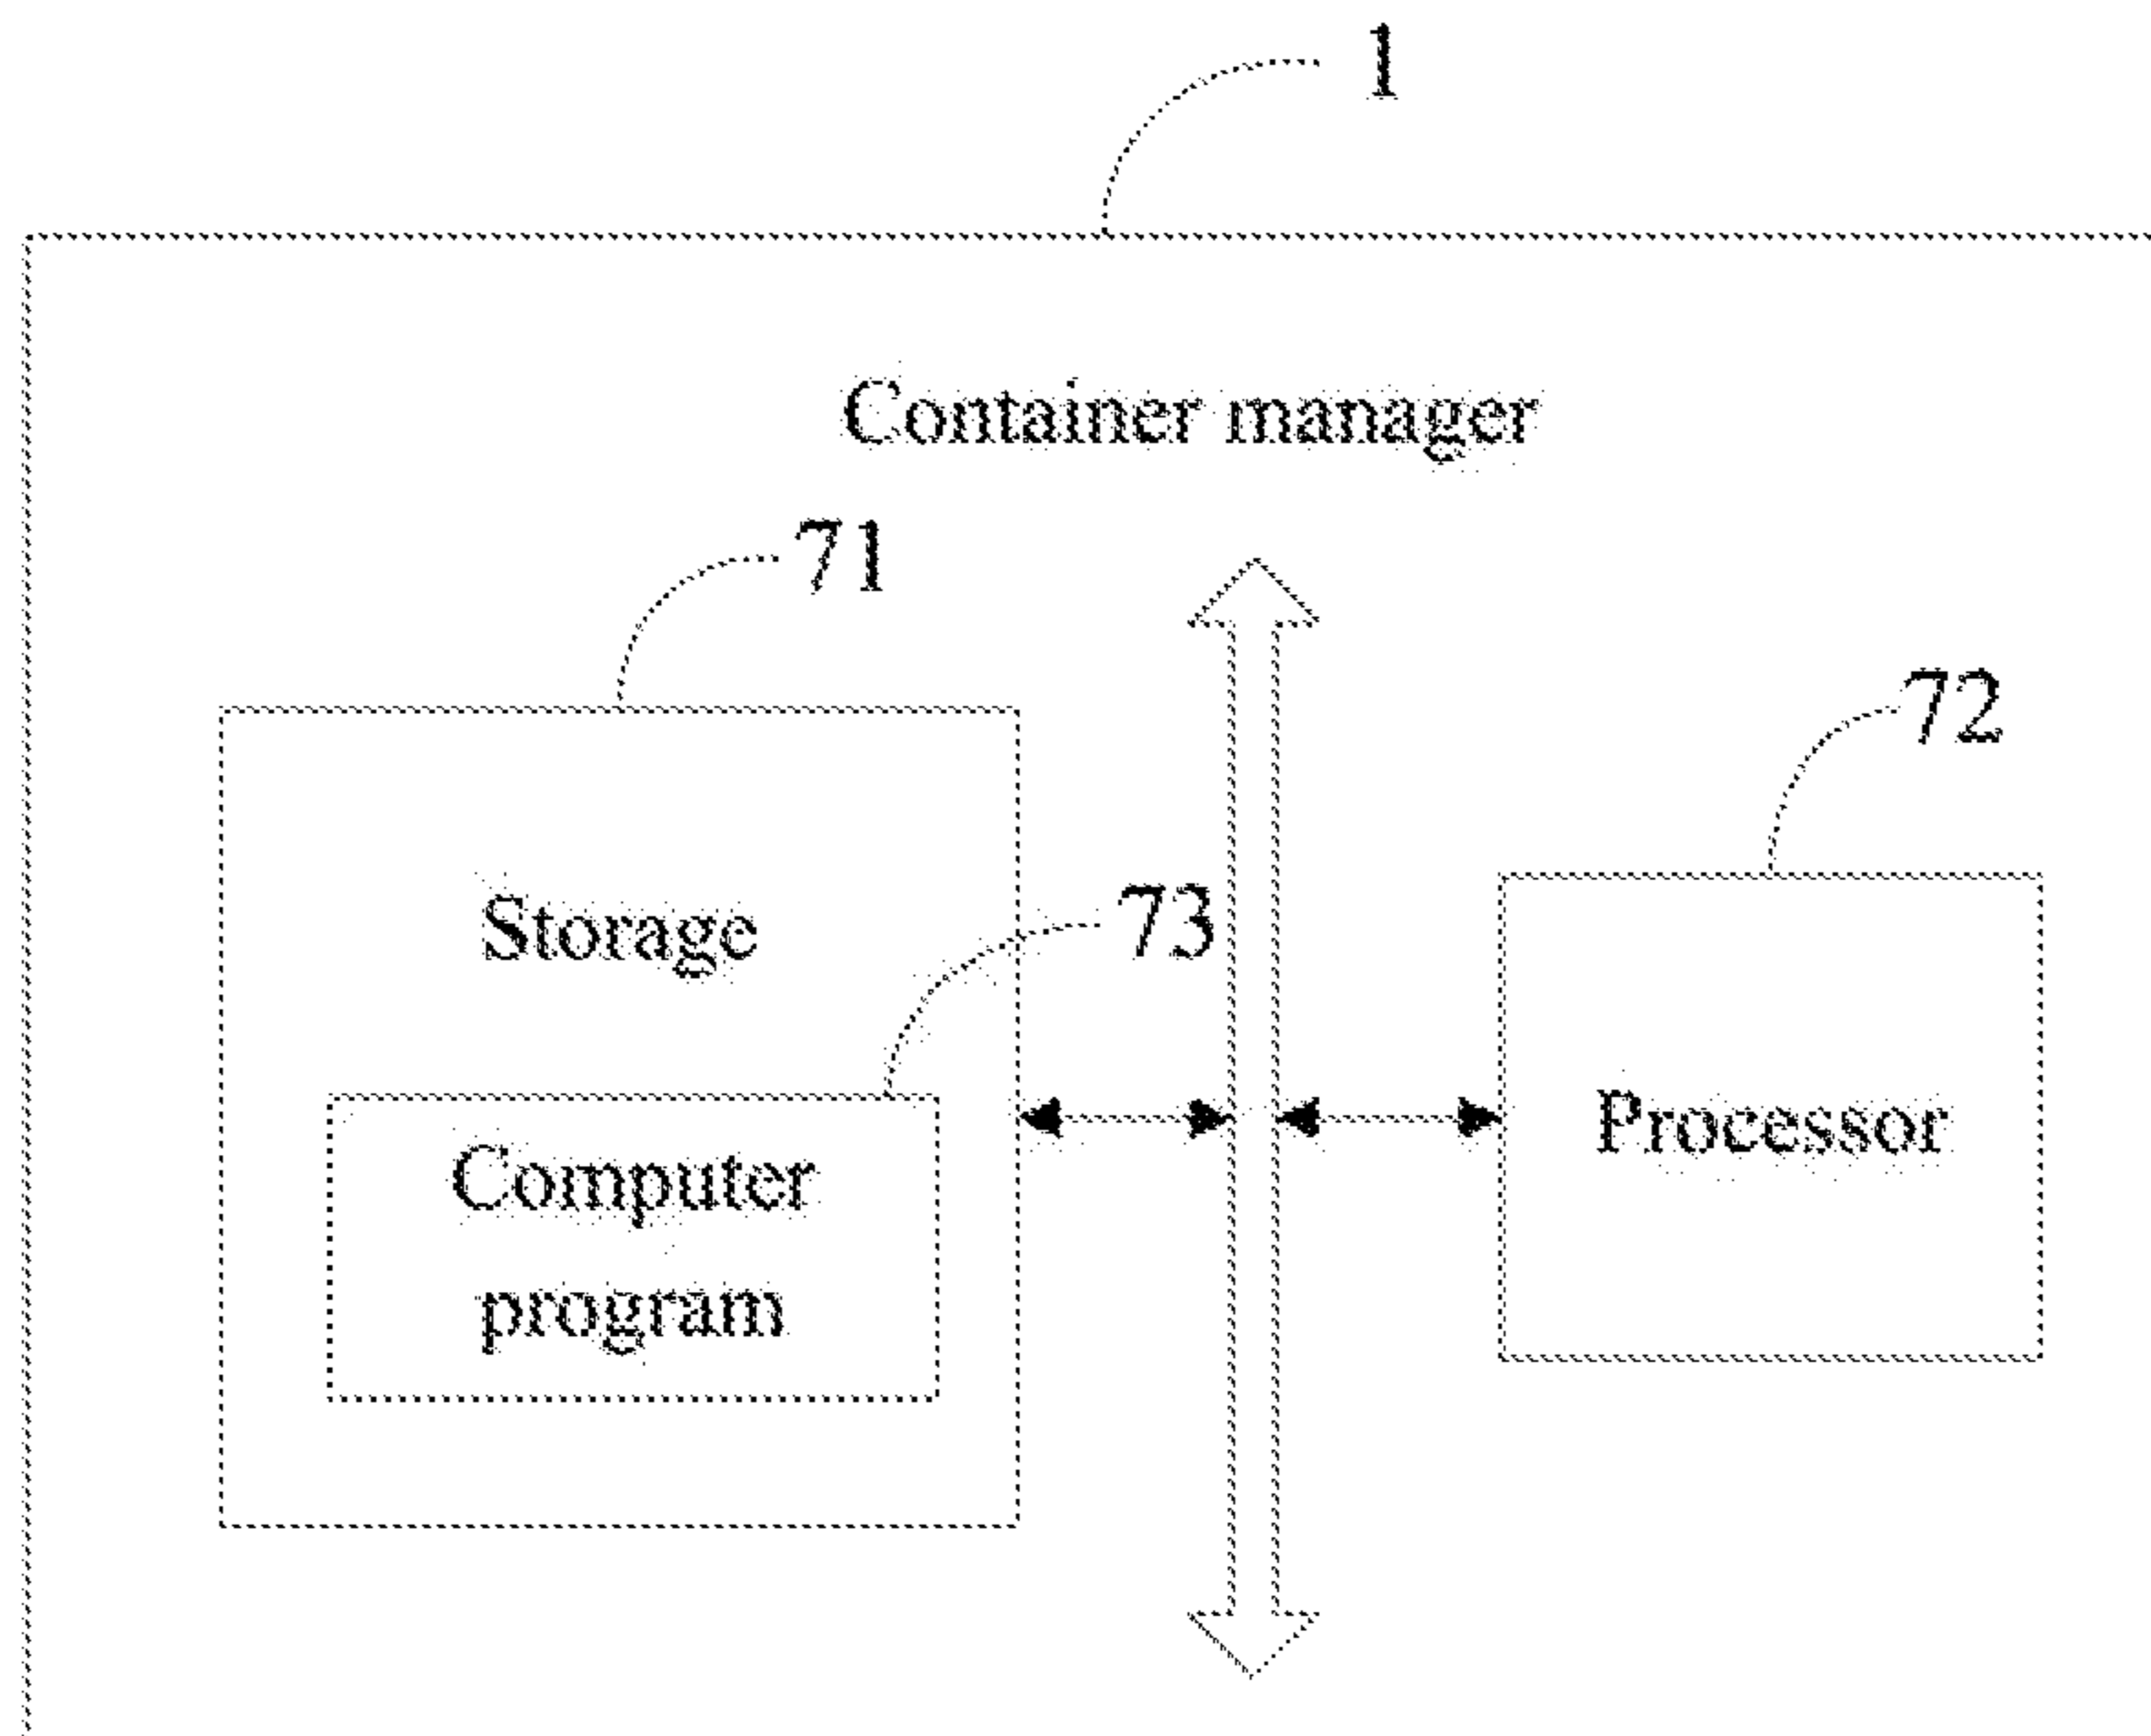 1
Container manager
71
72
Storage
73
Processor
Computer
program